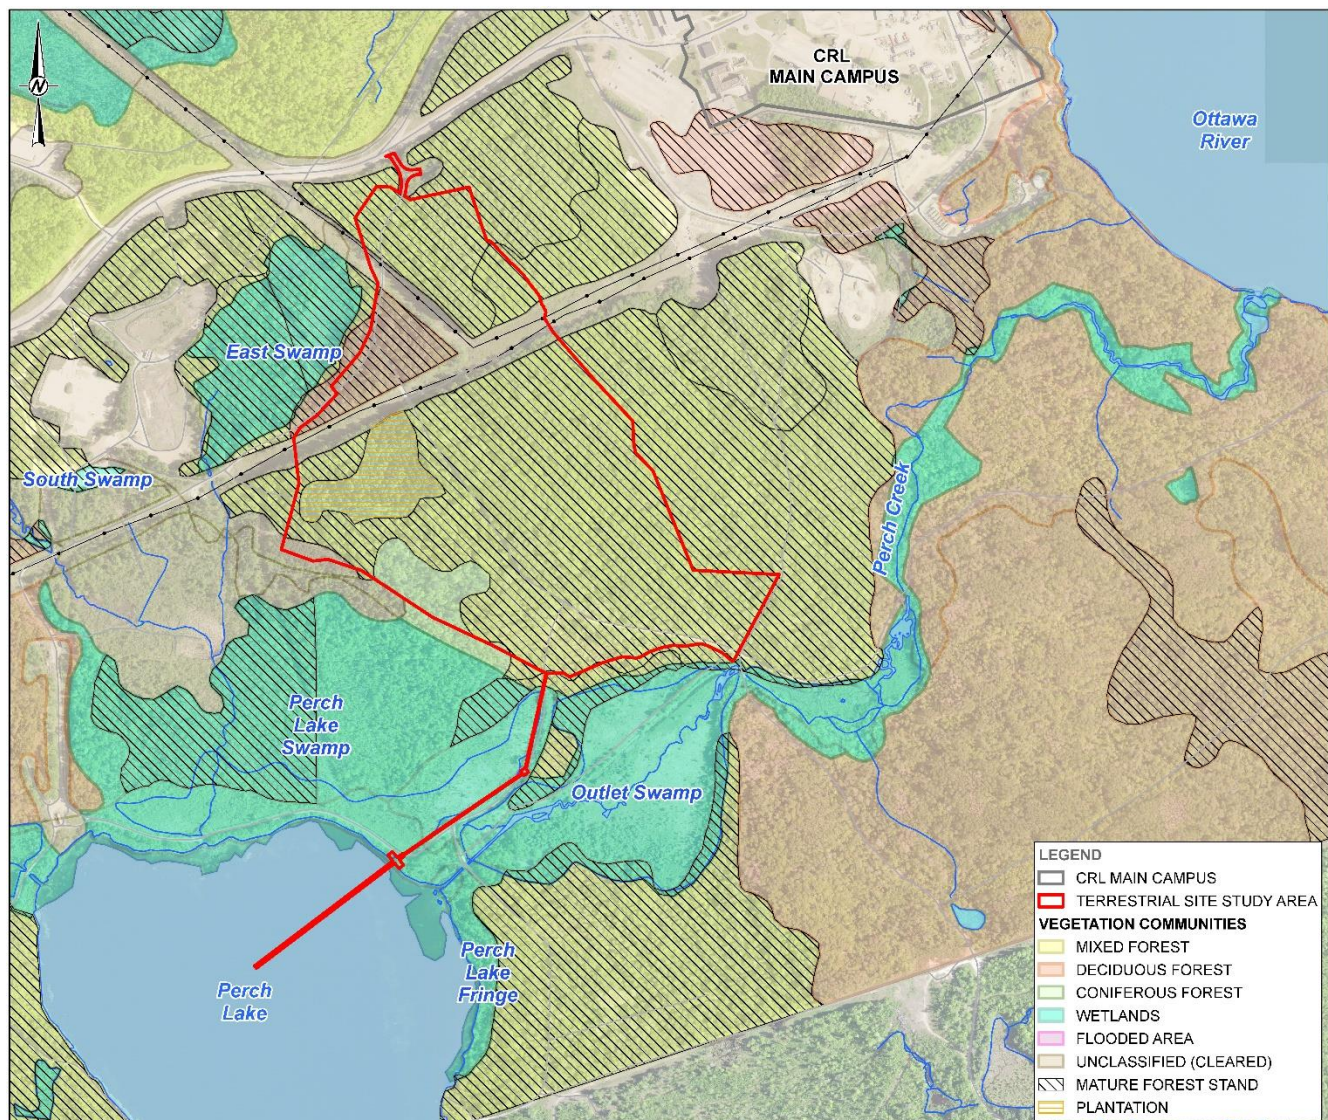 CRL
MAIN CAMPUS
Ottawa
River
N
East Swamp
South Swamp
Perch Creek
Perch
Lake
Swamp
Outlet Swamp
Perch
Lake
Fringe
Perch
Lake
LEGEND
CRL MAIN CAMPUS
TERRESTRIAL SITE STUDY AREA
VEGETATION COMMUNITIES
MIXED FOREST
DECIDUOUS FOREST
CONIFEROUS FOREST
WETLANDS
FLOODED AREA
UNCLASSIFIED (CLEARED)
MATURE FOREST STAND
PLANTATION